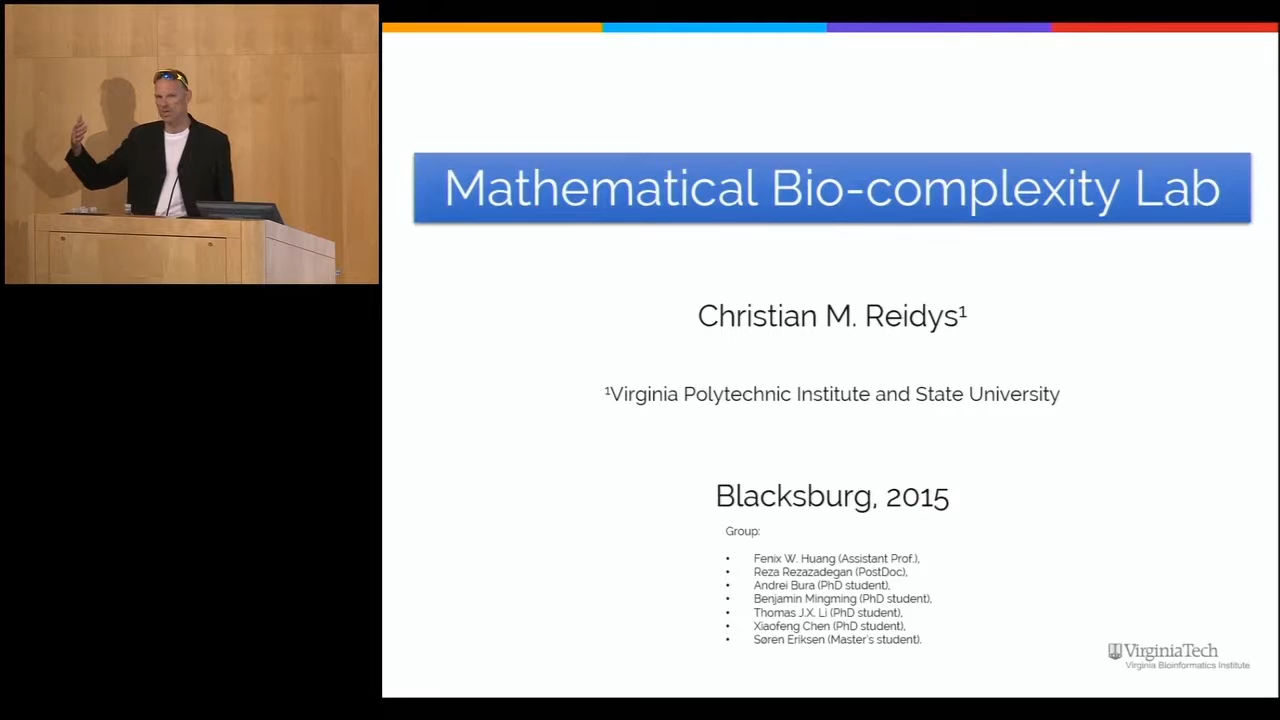 Mathematical Bio-complexity Lab
Christian M. Reidys¹
¹Virginia Polytechnic Institute and State University
Blacksburg, 2015
Group:
• Fenix W. Huang (Assistant Prof.),
• Reza Rezazadegan (PostDoc),
• Andrei Bura (PhD student),
• Benjamin Mingming (PhD student),
• Thomas J.X. Li (PhD student),
• Xiaofeng Chen (PhD student),
• Søren Eriksen (Master's student).
VirginiaTech
Virginia Bioinformatics Institute